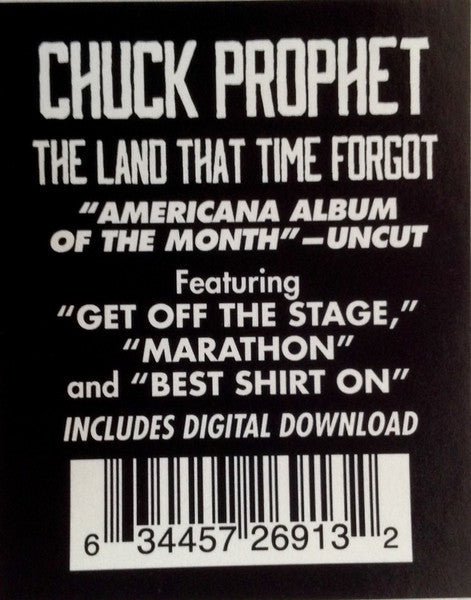 CHUCK PROPHET
THE LAND THAT TIME FORGOT
“AMERICANA ALBUM
OF THE MONTH”—UNCUT
Featuring
“GET OFF THE STAGE,”
“MARATHON”
and “BEST SHIRT ON”
INCLUDES DIGITAL DOWNLOAD
6 34457 26913 2